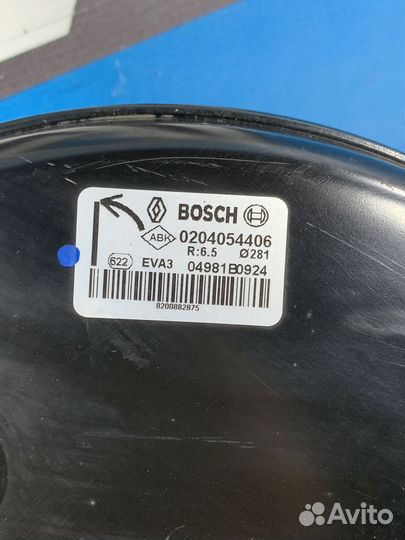 BOSCH
ABK 0204054406
R:6.5 Ø281
622 EVA3 04981B0924
8200882875
Avito